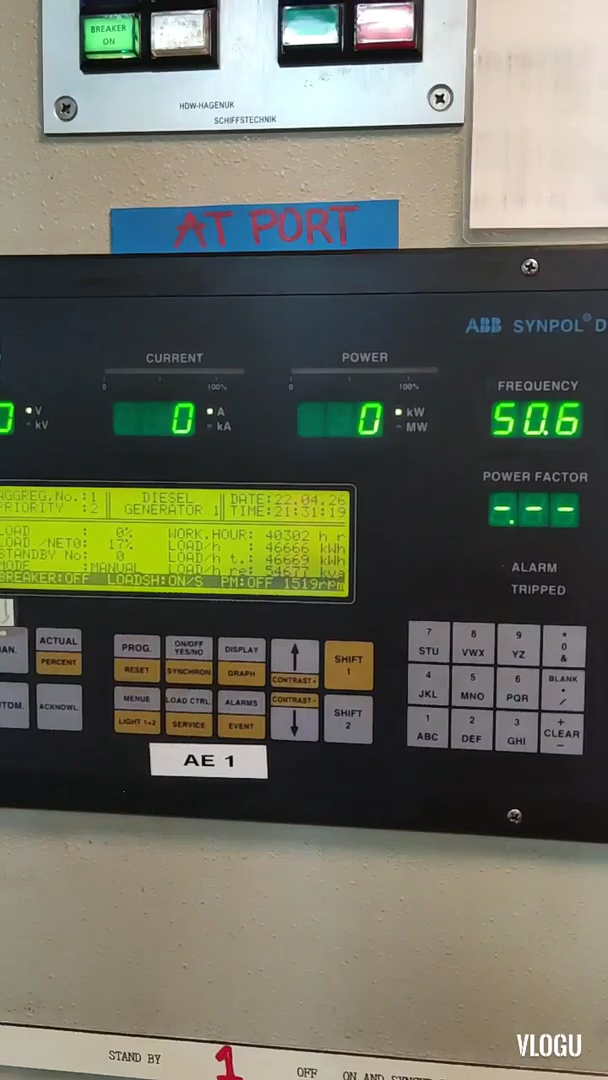 BREAKER
ON
HDW-HAGENUK
SCHIFFSTECHNIK
AT PORT
ABB SYNPOL® D
CURRENT
POWER
0 100%
0 100%
FREQUENCY
0 V
kV
0 A
kA
0 kW
MW
50.6
POWER FACTOR
-.--
AGGREG.No.:1
PRIORITY :2
DIESEL
GENERATOR 1
DATE:22.04.26
TIME:21:31:19
LOAD : 0%
LOAD /NET0: 17%
STANDBY No: 0
MODE :MANUAL
WORK.HOUR: 40302 h r
LOAD/h : 46666 kWh
LOAD/h t.: 46669 kWh
LOAD/h re: 54677
BREAKER:OFF LOADSH:ON/S PM:OFF 1519rpm
ALARM
TRIPPED
AN.
ACTUAL
PERCENT
PROG.
RESET
ON/OFF
YES/NO
SYNCHRON
DISPLAY
GRAPH
CONTRAST+
SHIFT
1
TOM.
ACKNOWL.
MENUE
LIGHT 1=2
LOAD CTRL
SERVICE
ALARMS
EVENT
CONTRAST-
SHIFT
2
7
STU
8
VWX
9
YZ
*
0
&
4
JKL
5
MNO
6
PQR
BLANK
•
/
1
ABC
2
DEF
3
GHI
+
CLEAR
–
AE 1
STAND BY
1
OFF
VLOGU